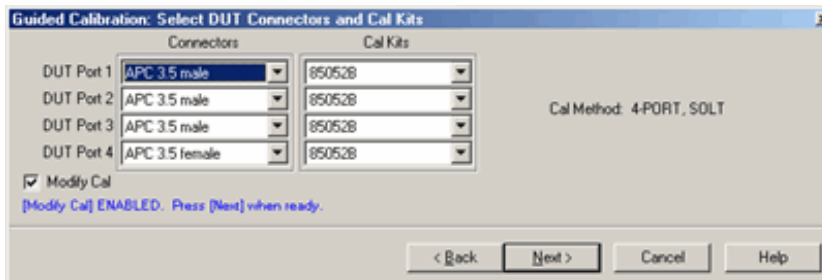 Guided Calibration: Select DUT Connectors and Cal Kits
Connectors Cal Kits
DUT Port 1 APC 3.5 male 85052B
DUT Port 2 APC 3.5 male 85052B
DUT Port 3 APC 3.5 male 85052B
DUT Port 4 APC 3.5 female 85052B
Cal Method: 4-PORT, SOLT
Modify Cal
[Modify Cal] ENABLED. Press [Next] when ready.
< Back Next > Cancel Help